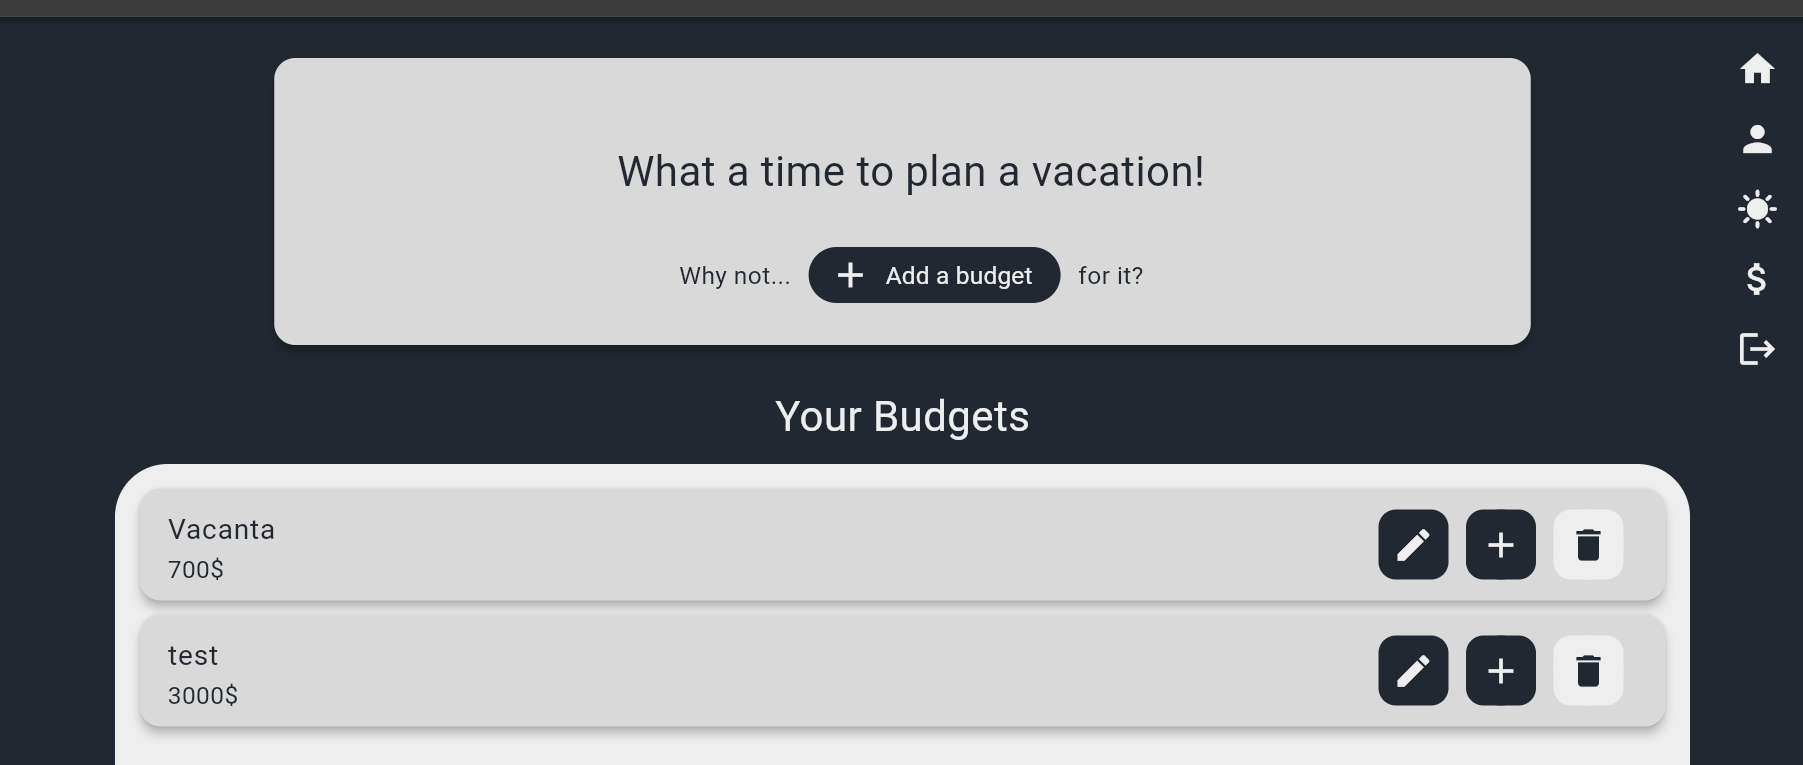 What a time to plan a vacation!
Why not... Add a budget for it?
Your Budgets
Vacanta
700$
test
3000$